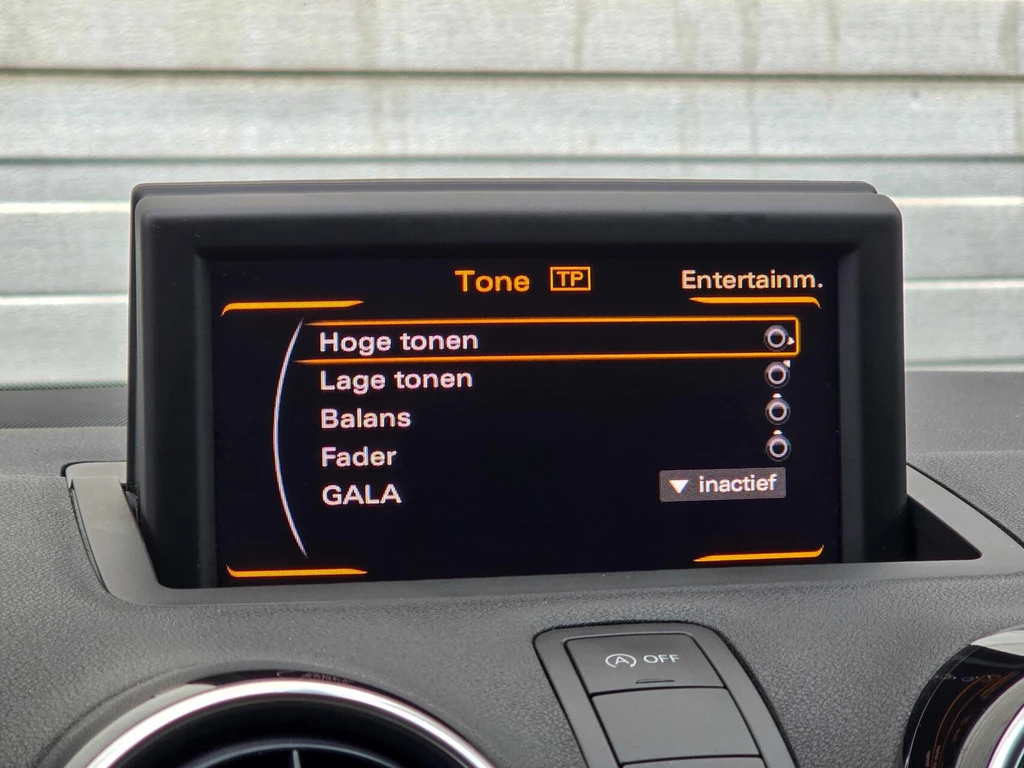 Tone TP Entertainm.
Hoge tonen
Lage tonen
Balans
Fader
GALA inactief
A OFF